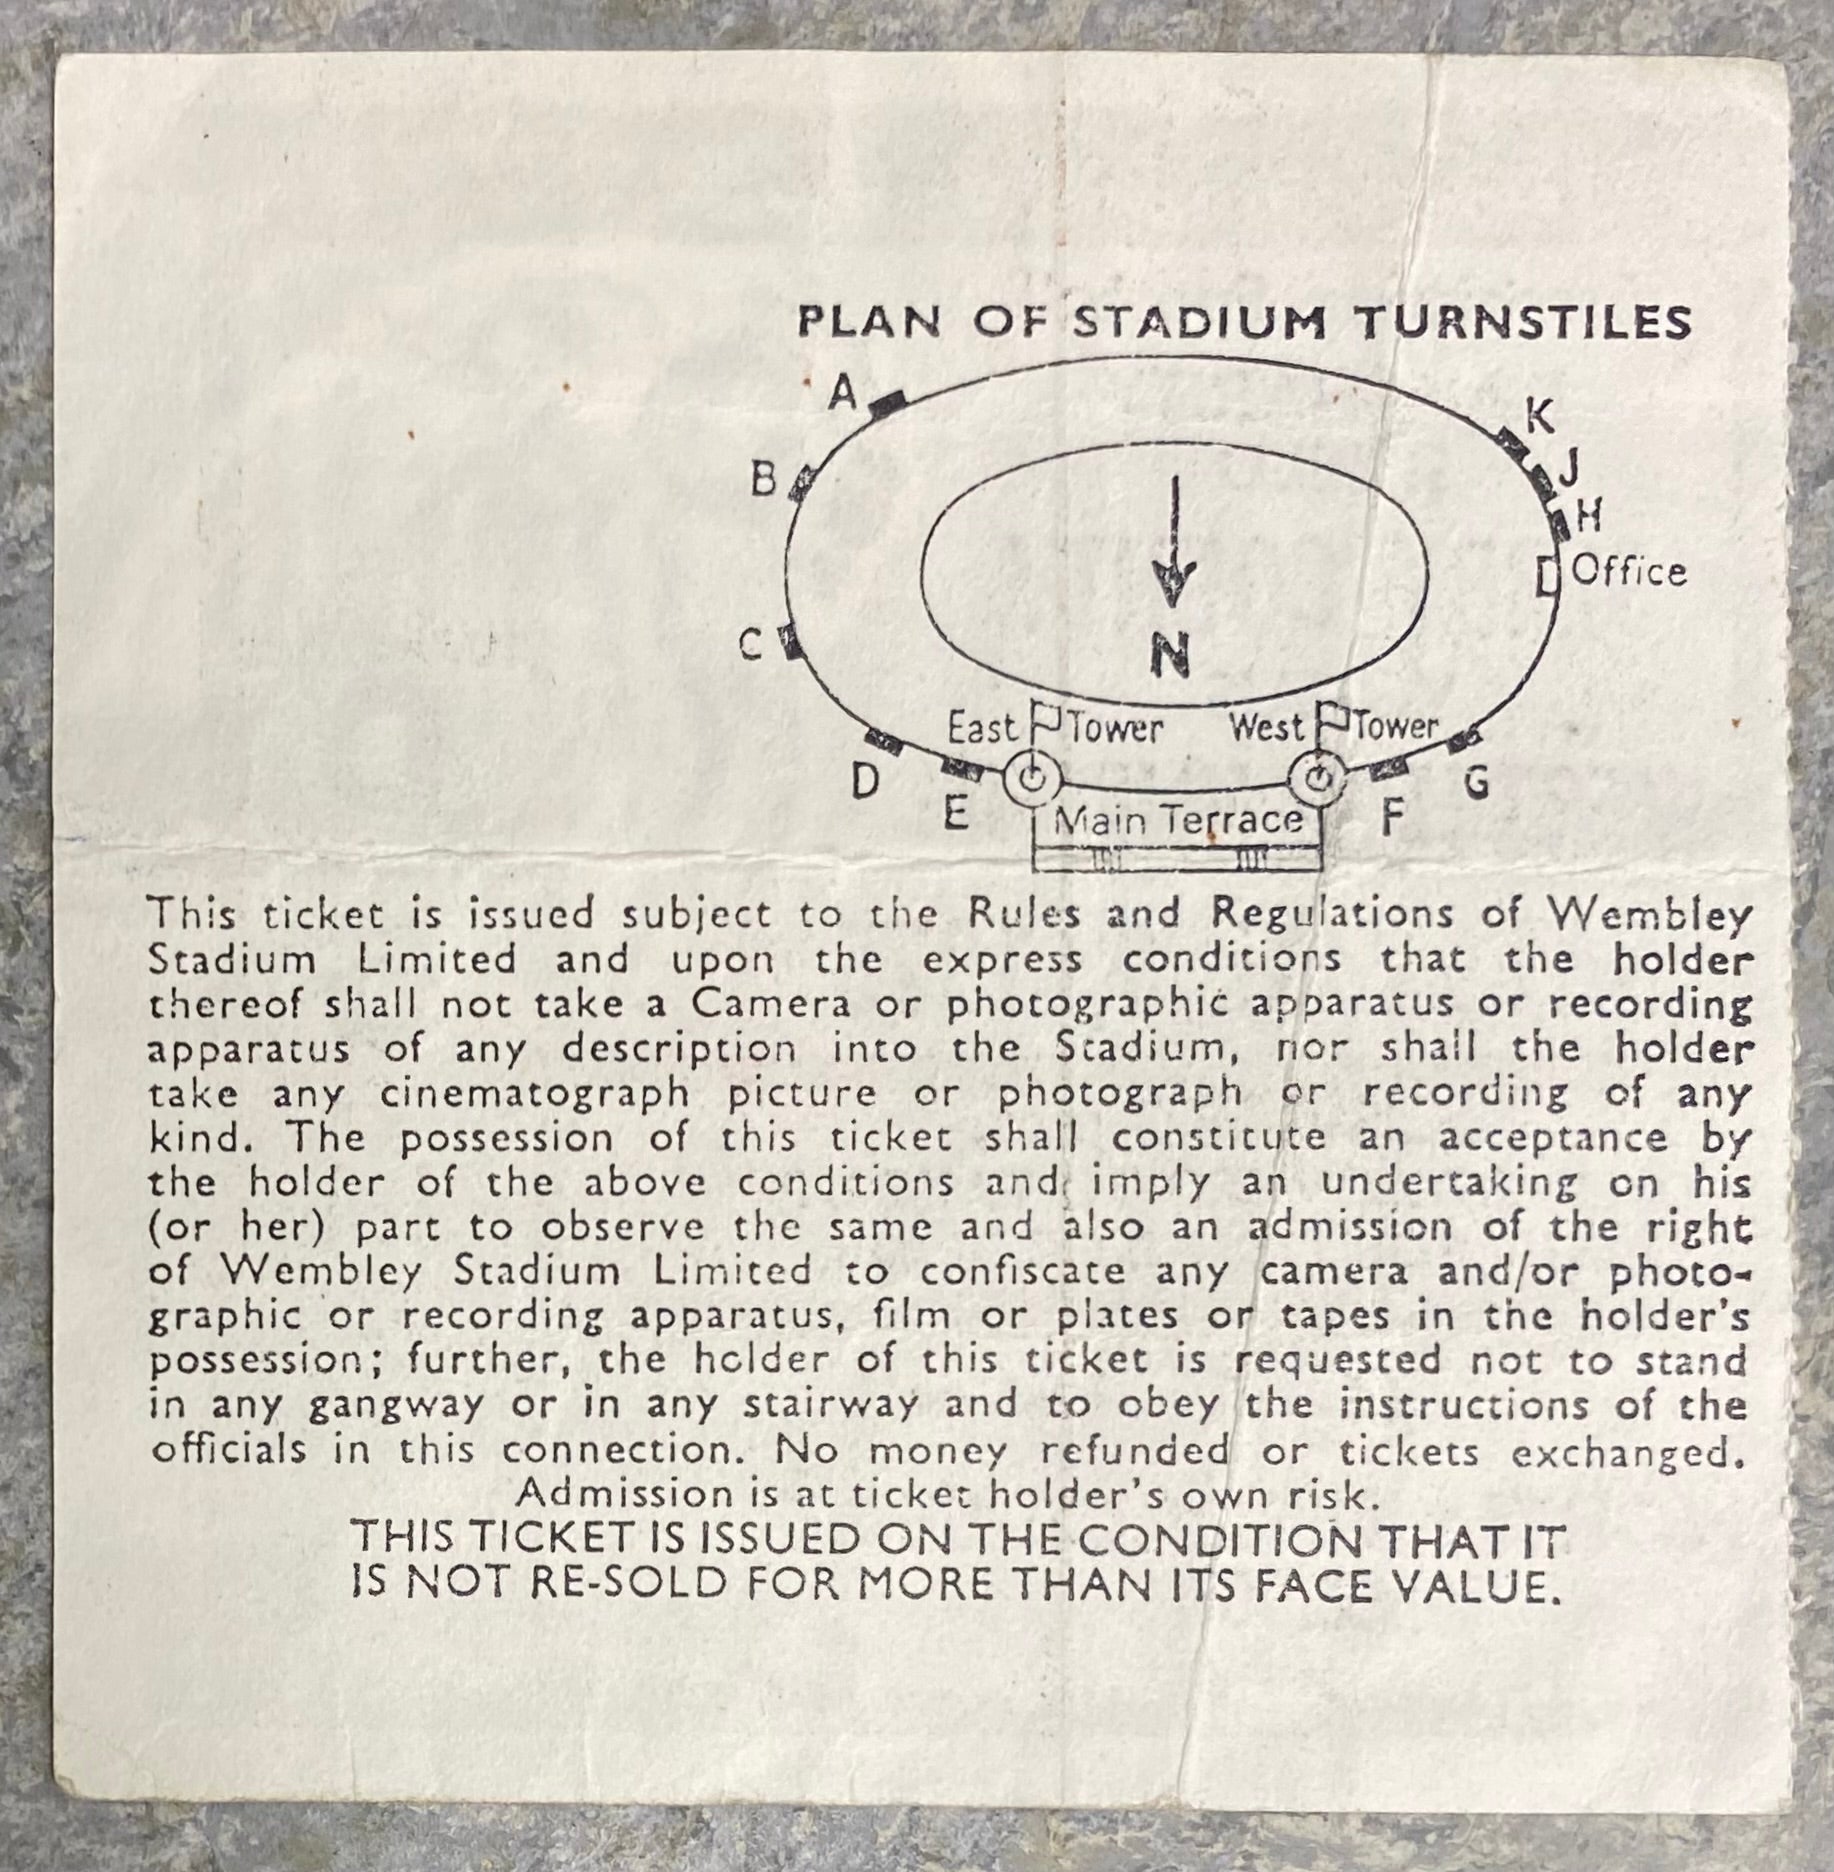 PLAN OF STADIUM TURNSTILES
A
K
B
J
H
Office
C
N
East Tower West Tower
D
E
F
G
Main Terrace
This ticket is issued subject to the Rules and Regulations of Wembley
Stadium Limited and upon the express conditions that the holder
thereof shall not take a Camera or photographic apparatus or recording
apparatus of any description into the Stadium, nor shall the holder
take any cinematograph picture or photograph or recording of any
kind. The possession of this ticket shall constitute an acceptance by
the holder of the above conditions and imply an undertaking on his
(or her) part to observe the same and also an admission of the right
of Wembley Stadium Limited to confiscate any camera and/or photo-
graphic or recording apparatus, film or plates or tapes in the holder's
possession; further, the holder of this ticket is requested not to stand
in any gangway or in any stairway and to obey the instructions of the
officials in this connection. No money refunded or tickets exchanged.
Admission is at ticket holder's own risk.
THIS TICKET IS ISSUED ON THE CONDITION THAT IT
IS NOT RE-SOLD FOR MORE THAN ITS FACE VALUE.